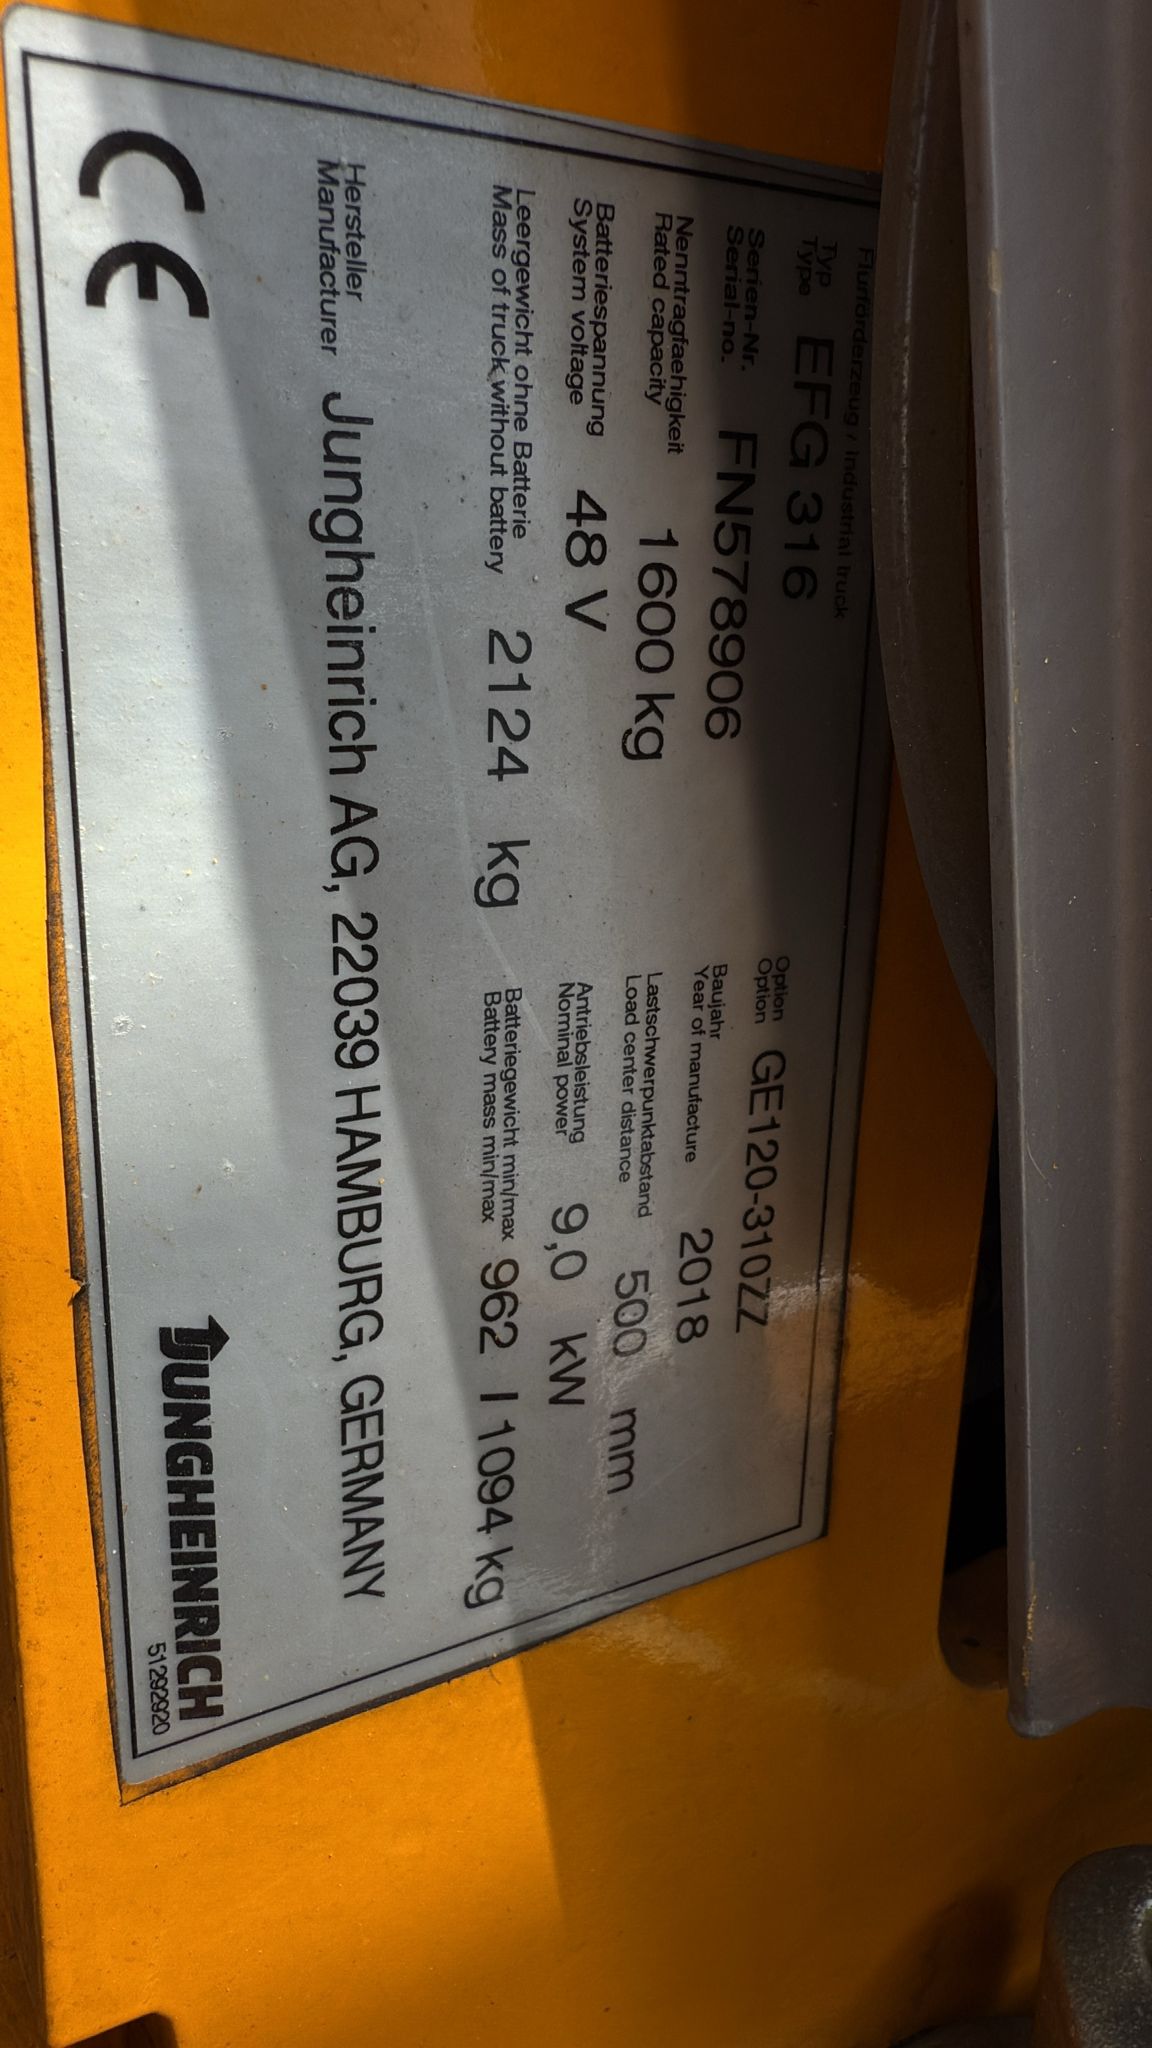 Flurförderzeug / industrial truck
Typ
Type EFG 316
Option
Option GE120-310ZZ
Serien-Nr.
Serial-no. FN578906
Baujahr
Year of manufacture 2018
Nenntragfaehigkeit
Rated capacity 1600 kg
Lastschwerpunktabstand
Load center distance 500 mm
Batteriespannung
System voltage 48 V
Antriebsleistung
Nominal power 9,0 kW
Leergewicht ohne Batterie
Mass of truck without battery 2124 kg
Batteriegewicht min/max
Battery mass min/max 962 I 1094 kg
Hersteller
Manufacturer Jungheinrich AG, 22039 HAMBURG, GERMANY
CE
JUNGHEINRICH
51292920